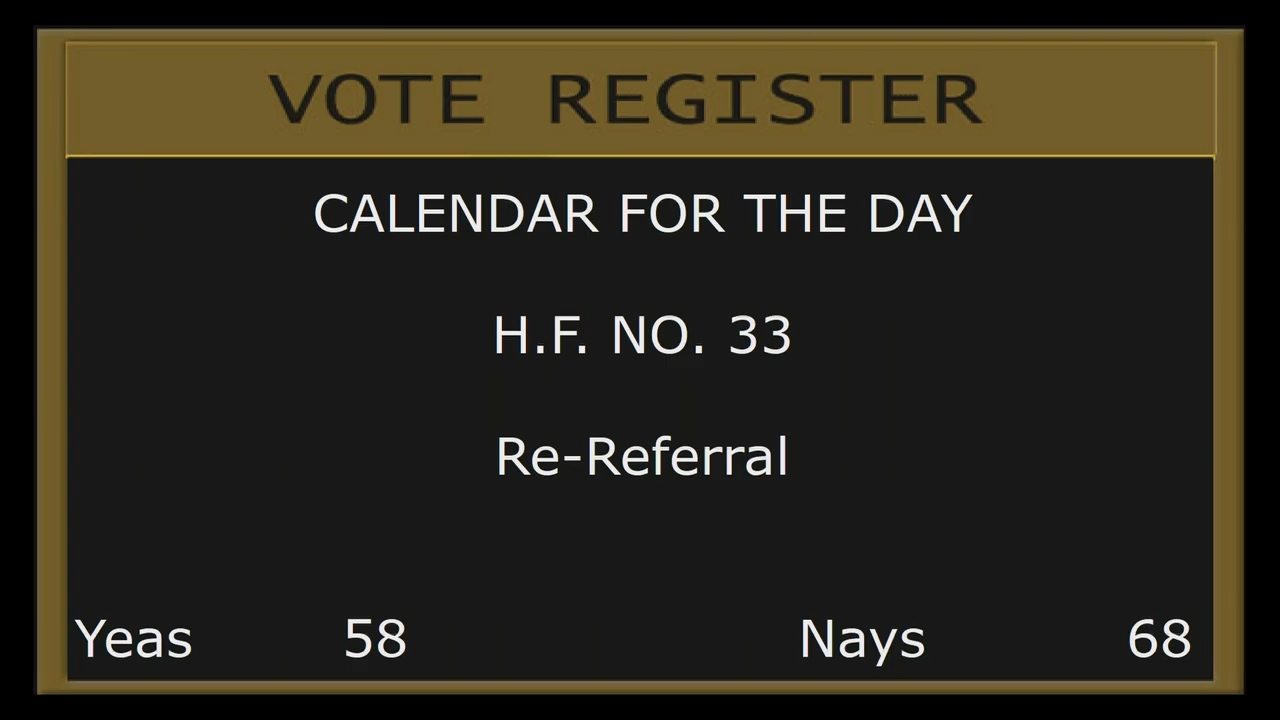 VOTE REGISTER
CALENDAR FOR THE DAY
H.F. NO. 33
Re-Referral
Yeas 58 Nays 68